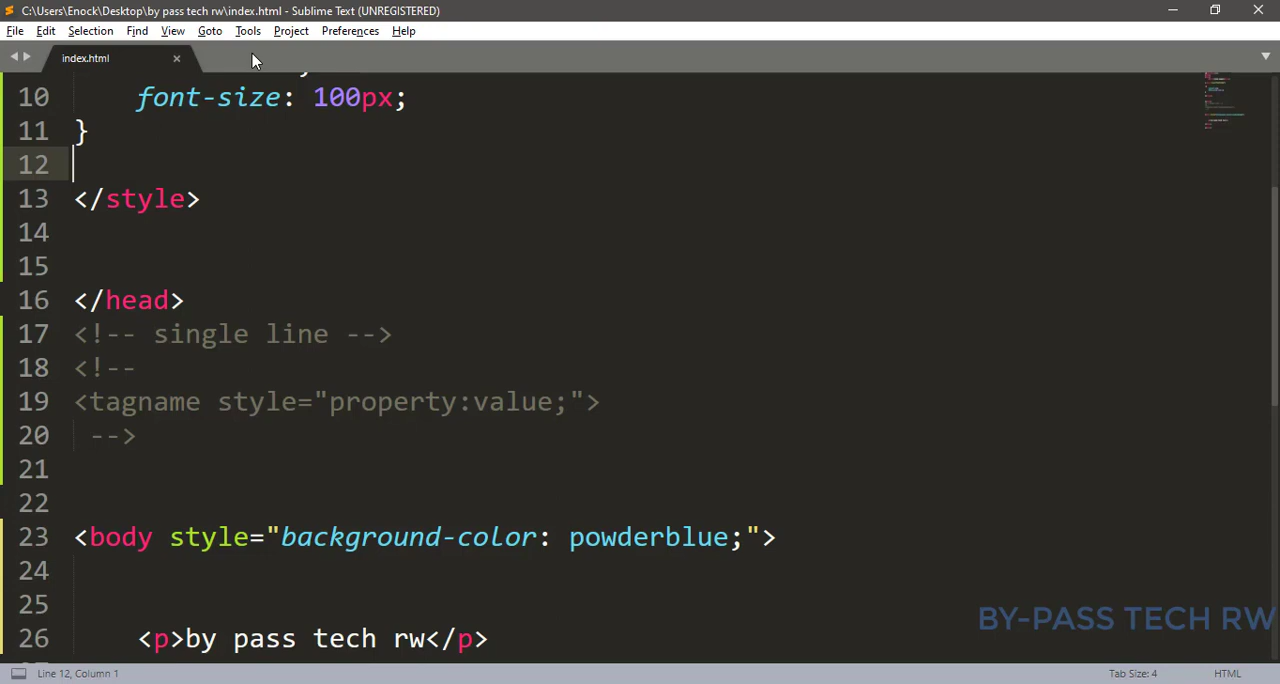 C:\Users\Enock\Desktop\by pass tech rw\index.html - Sublime Text (UNREGISTERED)
File Edit Selection Find View Goto Tools Project Preferences Help
index.html
10 font-size: 100px;
11 }
12
13 </style>
14
15
16 </head>
17 <!-- single line -->
18 <!--
19 <tagname style="property:value;">
20 -->
21
22
23 <body style="background-color: powderblue;">
24
25
26 <p>by pass tech rw</p>
BY-PASS TECH RW
Line 12, Column 1 Tab Size: 4 HTML